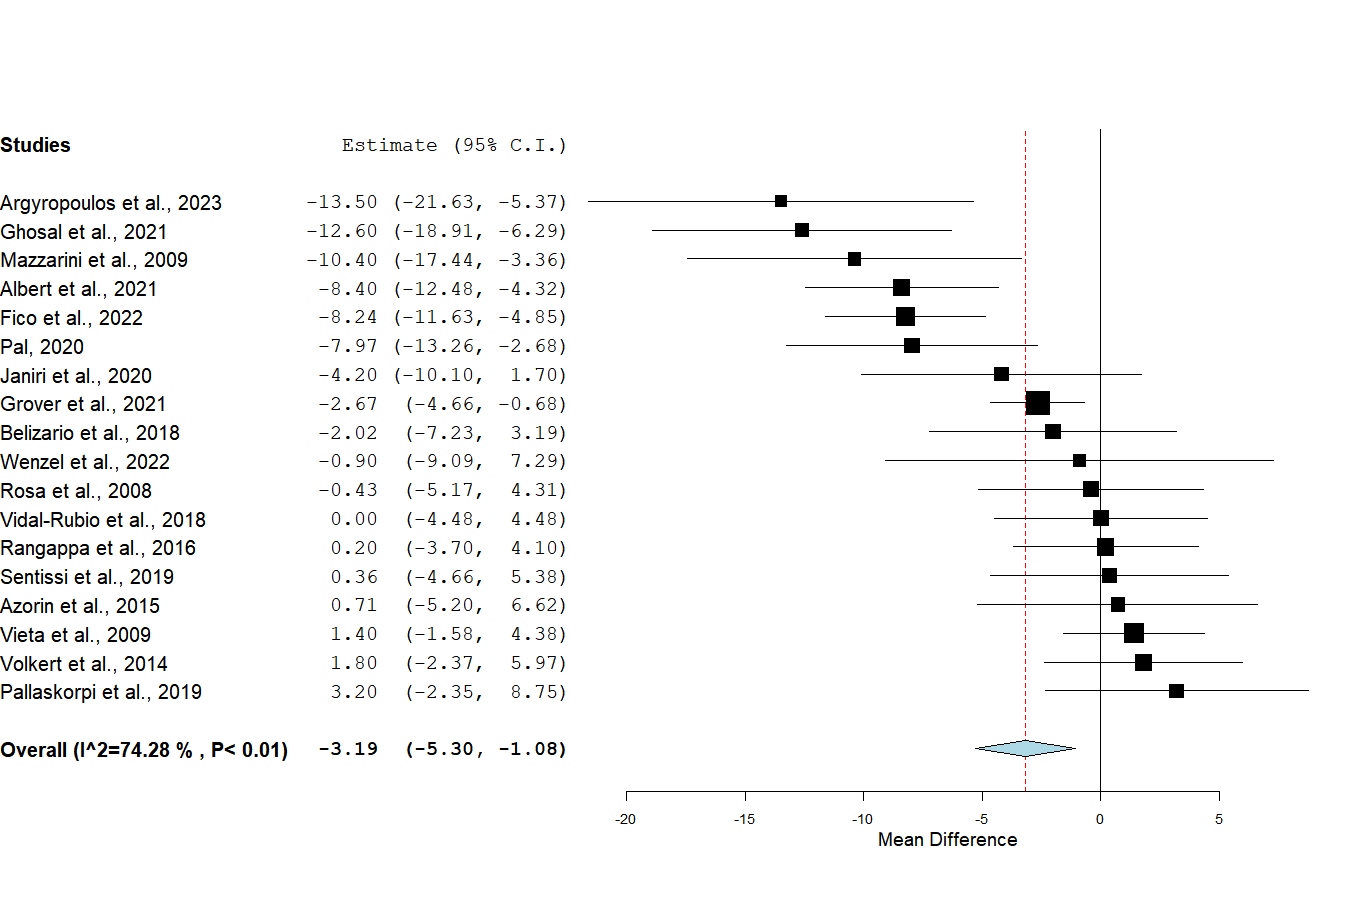 Studies Estimate (95% C.I.)
Argyropoulos et al., 2023 -13.50 (-21.63, -5.37)
Ghosal et al., 2021 -12.60 (-18.91, -6.29)
Mazzarini et al., 2009 -10.40 (-17.44, -3.36)
Albert et al., 2021 -8.40 (-12.48, -4.32)
Fico et al., 2022 -8.24 (-11.63, -4.85)
Pal, 2020 -7.97 (-13.26, -2.68)
Janiri et al., 2020 -4.20 (-10.10, 1.70)
Grover et al., 2021 -2.67 (-4.66, -0.68)
Belizario et al., 2018 -2.02 (-7.23, 3.19)
Wenzel et al., 2022 -0.90 (-9.09, 7.29)
Rosa et al., 2008 -0.43 (-5.17, 4.31)
Vidal-Rubio et al., 2018 0.00 (-4.48, 4.48)
Rangappa et al., 2016 0.20 (-3.70, 4.10)
Sentissi et al., 2019 0.36 (-4.66, 5.38)
Azorin et al., 2015 0.71 (-5.20, 6.62)
Vieta et al., 2009 1.40 (-1.58, 4.38)
Volkert et al., 2014 1.80 (-2.37, 5.97)
Pallaskorpi et al., 2019 3.20 (-2.35, 8.75)
Overall (I^2=74.28 % , P< 0.01) -3.19 (-5.30, -1.08)
-20 -15 -10 -5 0 5
Mean Difference